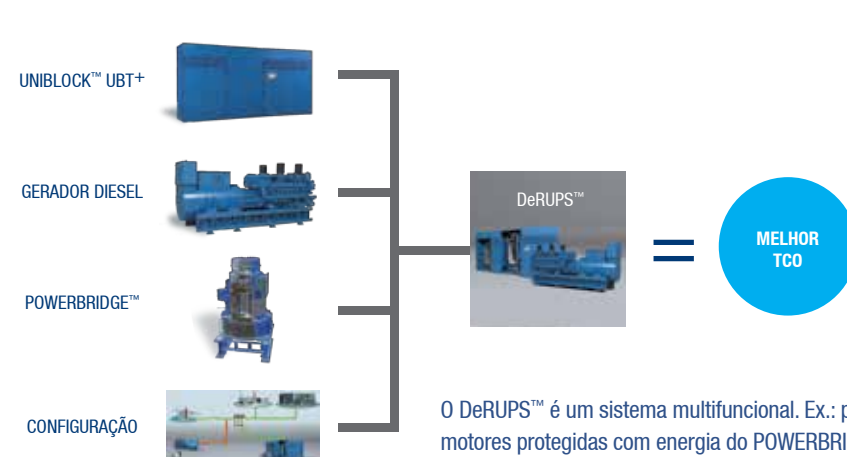 UNIBLOCK™ UBT+
GERADOR DIESEL
POWERBRIDGE™
CONFIGURAÇÃO
DeRUPS™
=
MELHOR
TCO
O DeRUPS™ é um sistema multifuncional. Ex.: p
motores protegidas com energia do POWERBRI